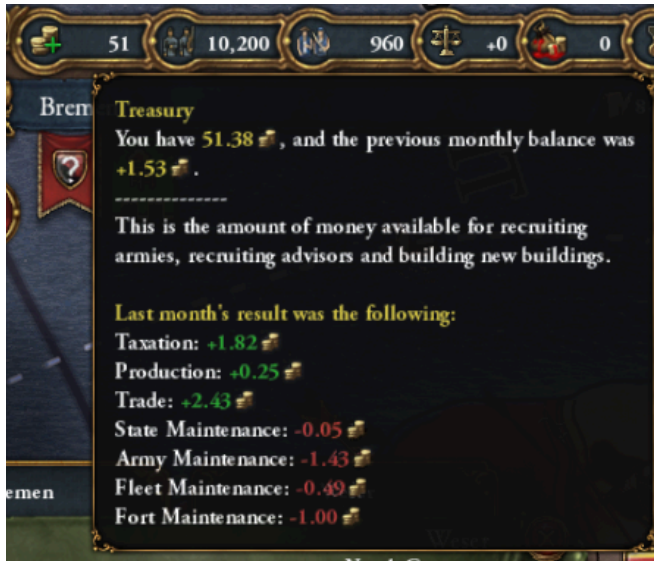 51 10,200 960 +0 0
Brem
Treasury
You have 51.38, and the previous monthly balance was
+1.53.
--------------
This is the amount of money available for recruiting
armies, recruiting advisors and building new buildings.
Last month's result was the following:
Taxation: +1.82
Production: +0.25
Trade: +2.43
State Maintenance: -0.05
Army Maintenance: -1.43
Fleet Maintenance: -0.49
Fort Maintenance: -1.00
emen
Weser